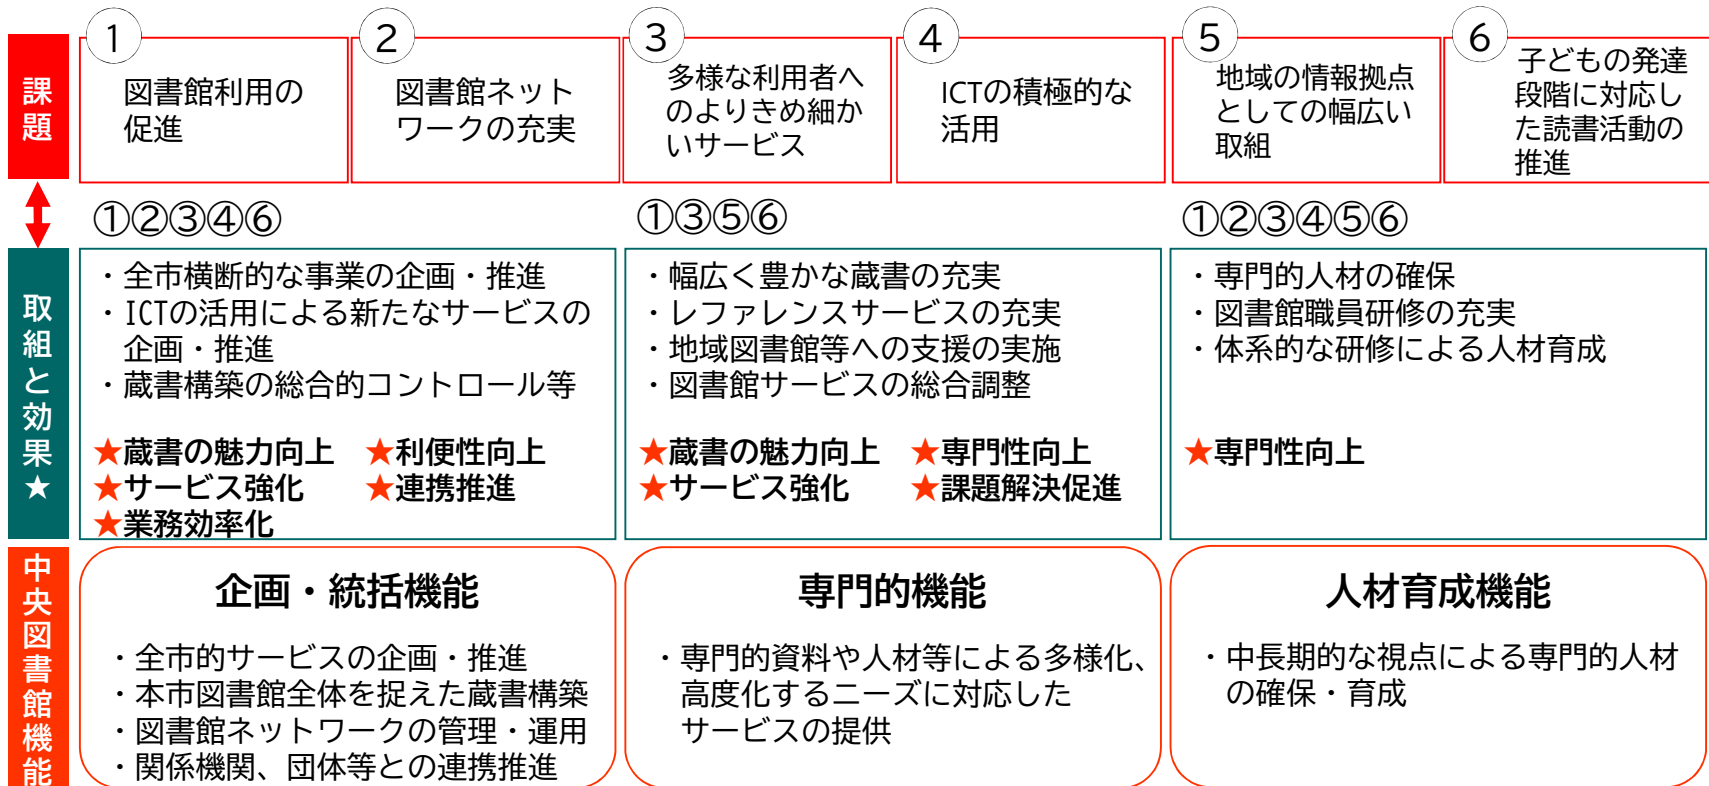 課題
1
図書館利用の
促進
2
図書館ネット
ワークの充実
3
多様な利用者へ
のよりきめ細か
いサービス
4
ICTの積極的な
活用
5
地域の情報拠点
としての幅広い
取組
6
子どもの発達
段階に対応し
た読書活動の
推進
取組と効果★
①②③④⑥
・全市横断的な事業の企画・推進
・ICTの活用による新たなサービスの
企画・推進
・蔵書構築の総合的コントロール等
★蔵書の魅力向上 ★利便性向上
★サービス強化 ★連携推進
★業務効率化
①③⑤⑥
・幅広く豊かな蔵書の充実
・レファレンスサービスの充実
・地域図書館等への支援の実施
・図書館サービスの総合調整
★蔵書の魅力向上 ★専門性向上
★サービス強化 ★課題解決促進
①②③④⑤⑥
・専門的人材の確保
・図書館職員研修の充実
・体系的な研修による人材育成
★専門性向上
中央図書館機能
企画・統括機能
・全市的サービスの企画・推進
・本市図書館全体を捉えた蔵書構築
・図書館ネットワークの管理・運用
・関係機関、団体等との連携推進
専門的機能
・専門的資料や人材等による多様化、
高度化するニーズに対応した
サービスの提供
人材育成機能
・中長期的な視点による専門的人材
の確保・育成